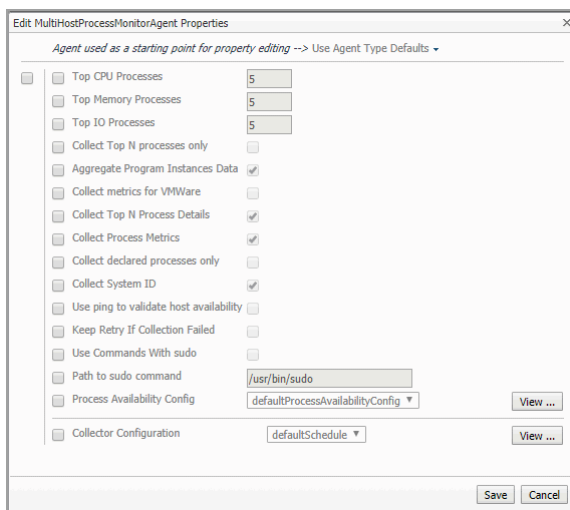 Edit MultiHostProcessMonitorAgent Properties
Agent used as a starting point for property editing --> Use Agent Type Defaults
Top CPU Processes 5
Top Memory Processes 5
Top IO Processes 5
Collect Top N processes only
Aggregate Program Instances Data
Collect metrics for VMWare
Collect Top N Process Details
Collect Process Metrics
Collect declared processes only
Collect System ID
Use ping to validate host availability
Keep Retry If Collection Failed
Use Commands With sudo
Path to sudo command /usr/bin/sudo
Process Availability Config defaultProcessAvailabilityConfig View ...
Collector Configuration defaultSchedule View ...
Save Cancel